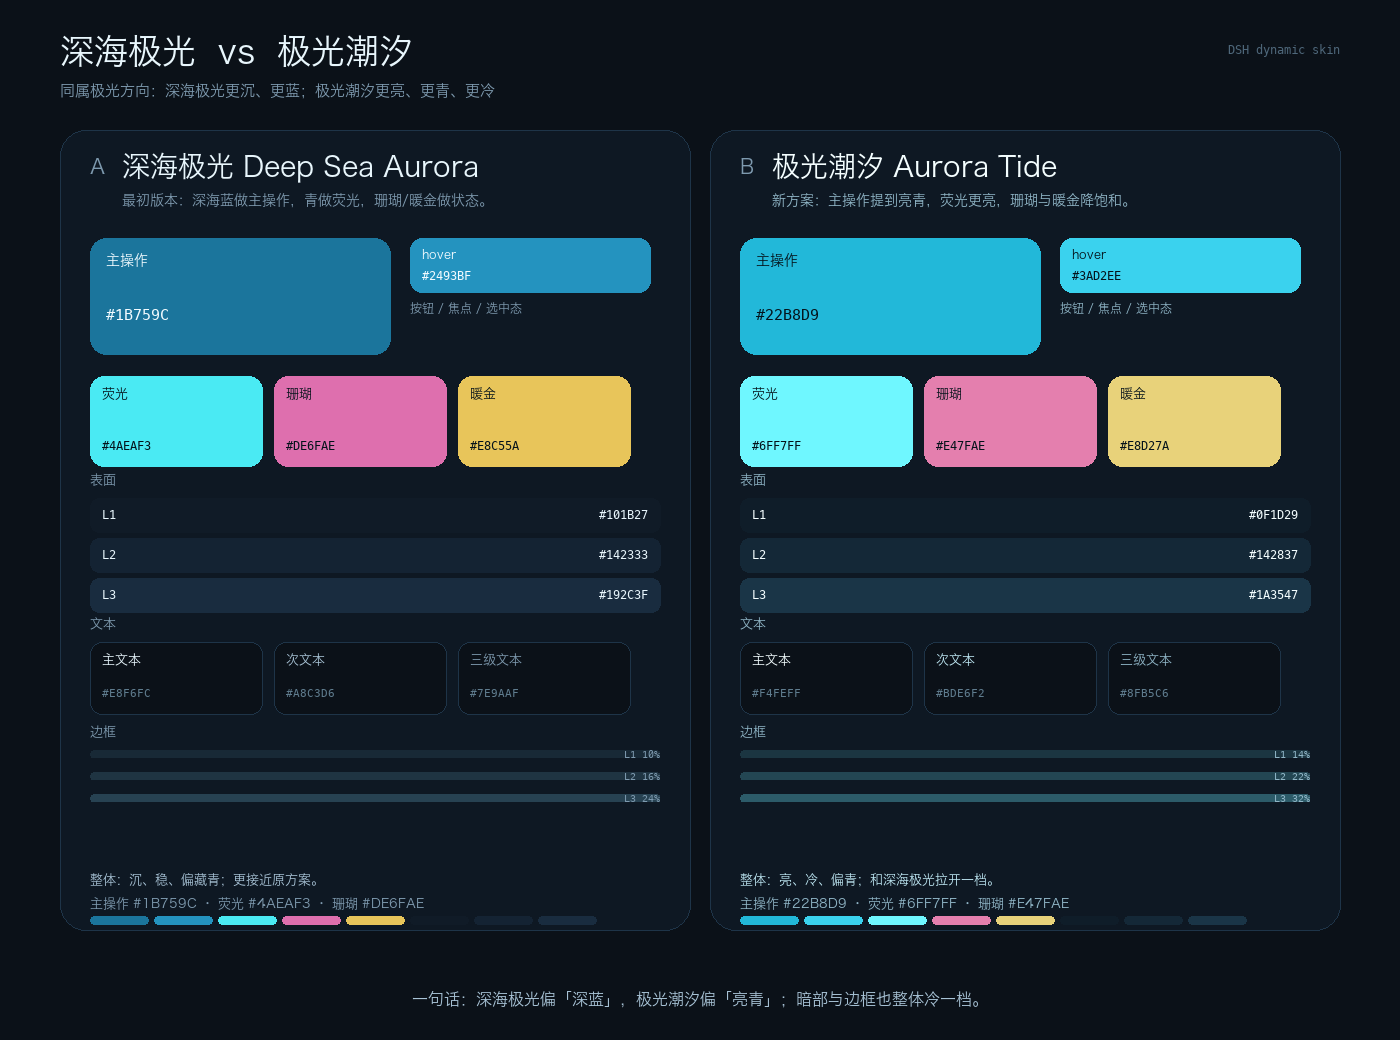 深海极光 vs 极光潮汐
DSH dynamic skin
同属极光方向：深海极光更沉、更蓝；极光潮汐更亮、更青、更冷
A 深海极光 Deep Sea Aurora
最初版本：深海蓝做主操作，青做荧光，珊瑚/暖金做状态。
主操作
#1B759C
hover
#2493BF
按钮 / 焦点 / 选中态
荧光
#4AEAF3
珊瑚
#DE6FAE
暖金
#E8C55A
表面
L1 #101B27
L2 #142333
L3 #192C3F
文本
主文本
#E8F6FC
次文本
#A8C3D6
三级文本
#7E9AAF
边框
L1 10%
L2 16%
L3 24%
整体：沉、稳、偏藏青；更接近原方案。
主操作 #1B759C · 荧光 #4AEAF3 · 珊瑚 #DE6FAE
B 极光潮汐 Aurora Tide
新方案：主操作提到亮青，荧光更亮，珊瑚与暖金降饱和。
主操作
#22B8D9
hover
#3AD2EE
按钮 / 焦点 / 选中态
荧光
#6FF7FF
珊瑚
#E47FAE
暖金
#E8D27A
表面
L1 #0F1D29
L2 #142837
L3 #1A3547
文本
主文本
#F4FEFF
次文本
#BDE6F2
三级文本
#8FB5C6
边框
L1 14%
L2 22%
L3 32%
整体：亮、冷、偏青；和深海极光拉开一档。
主操作 #22B8D9 · 荧光 #6FF7FF · 珊瑚 #E47FAE
一句话：深海极光偏「深蓝」，极光潮汐偏「亮青」；暗部与边框也整体冷一档。